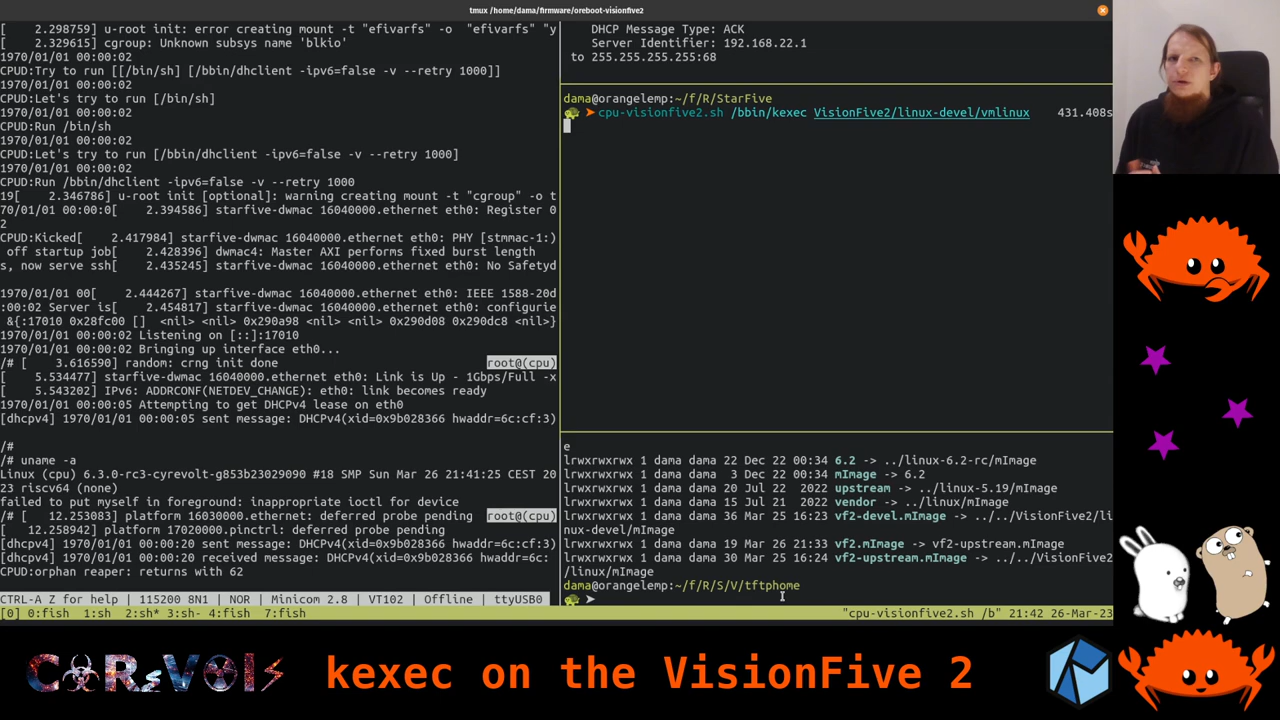 tmux /home/dama/firmware/oreboot-visionfive2
[    2.298759] u-root init: error creating mount -t "efivarfs" -o  "efivarfs" "y
[    2.329615] cgroup: Unknown subsys name 'blkio'
1970/01/01 00:00:02
CPUD:Try to run [[/bin/sh] [/bbin/dhclient -ipv6=false -v --retry 1000]]
1970/01/01 00:00:02
CPUD:Let's try to run [/bin/sh]
1970/01/01 00:00:02
CPUD:Run /bin/sh
1970/01/01 00:00:02
CPUD:Let's try to run [/bbin/dhclient -ipv6=false -v --retry 1000]
1970/01/01 00:00:02
CPUD:Run /bbin/dhclient -ipv6=false -v --retry 1000
19[    2.346786] u-root init [optional]: warning creating mount -t "cgroup" -o t
70/01/01 00:00:0[    2.394586] starfive-dwmac 16040000.ethernet eth0: Register 0
2
CPUD:Kicked[    2.417984] starfive-dwmac 16040000.ethernet eth0: PHY [stmmac-1:)
 off startup job[    2.428396] dwmac4: Master AXI performs fixed burst length
s, now serve ssh[    2.435245] starfive-dwmac 16040000.ethernet eth0: No Safetyd
1970/01/01 00[    2.444267] starfive-dwmac 16040000.ethernet eth0: IEEE 1588-20d
:00:02 Server is[    2.454817] starfive-dwmac 16040000.ethernet eth0: configurie
 &{:17010 0x28fc00 [] <nil> <nil> 0x290a98 <nil> 0x290d08 0x290dc8 <nil>}
1970/01/01 00:00:02 Listening on [::]:17010
1970/01/01 00:00:02 Bringing up interface eth0...
/# [    3.616590] random: crng init done root@(cpu)
[    5.534477] starfive-dwmac 16040000.ethernet eth0: Link is Up - 1Gbps/Full -x
[    5.543202] IPv6: ADDRCONF(NETDEV_CHANGE): eth0: link becomes ready
1970/01/01 00:00:05 Attempting to get DHCPv4 lease on eth0
[dhcpv4] 1970/01/01 00:00:05 sent message: DHCPv4(xid=0x9b028366 hwaddr=6c:cf:3)
/#
/# uname -a
Linux (cpu) 6.3.0-rc3-cyrevolt-g853b23029090 #18 SMP Sun Mar 26 21:41:25 CEST 20
23 riscv64 (none)
failed to put myself in foreground: inappropriate ioctl for device
/# [   12.253083] platform 16030000.ethernet: deferred probe pending root@(cpu)
[   12.258942] platform 17020000.pinctrl: deferred probe pending
[dhcpv4] 1970/01/01 00:00:20 sent message: DHCPv4(xid=0x9b028366 hwaddr=6c:cf:3)
[dhcpv4] 1970/01/01 00:00:20 received message: DHCPv4(xid=0x9b028366 hwaddr=6c:
CPUD:orphan reaper: returns with 62
CTRL-A Z for help | 115200 8N1 | NOR | Minicom 2.8 | VT102 | Offline | ttyUSB0
DHCP Message Type: ACK
Server Identifier: 192.168.22.1
to 255.255.255.255:68
dama@orangelemp:~/f/R/StarFive
➤cpu-visionfive2.sh /bbin/kexec VisionFive2/linux-devel/vmlinux 431.408s
e
lrwxrwxrwx 1 dama dama 22 Dec 22 00:34 6.2 -> ../linux-6.2-rc/mImage
lrwxrwxrwx 1 dama dama  3 Dec 22 00:34 mImage -> 6.2
lrwxrwxrwx 1 dama dama 20 Jul 22  2022 upstream -> ../linux-5.19/mImage
lrwxrwxrwx 1 dama dama 15 Jul 21  2022 vendor -> ../linux/mImage
lrwxrwxrwx 1 dama dama 36 Mar 25 16:23 vf2-devel.mImage -> ../../VisionFive2/li
nux-devel/mImage
lrwxrwxrwx 1 dama dama 19 Mar 26 21:33 vf2.mImage -> vf2-upstream.mImage
lrwxrwxrwx 1 dama dama 30 Mar 25 16:24 vf2-upstream.mImage -> ../../VisionFive2
/linux/mImage
dama@orangelemp:~/f/R/S/V/tftphome
➤
[0] 0:fish  1:sh  2:sh* 3:sh- 4:fish  7:fish "cpu-visionfive2.sh /b" 21:42 26-Mar-23
kexec on the VisionFive 2